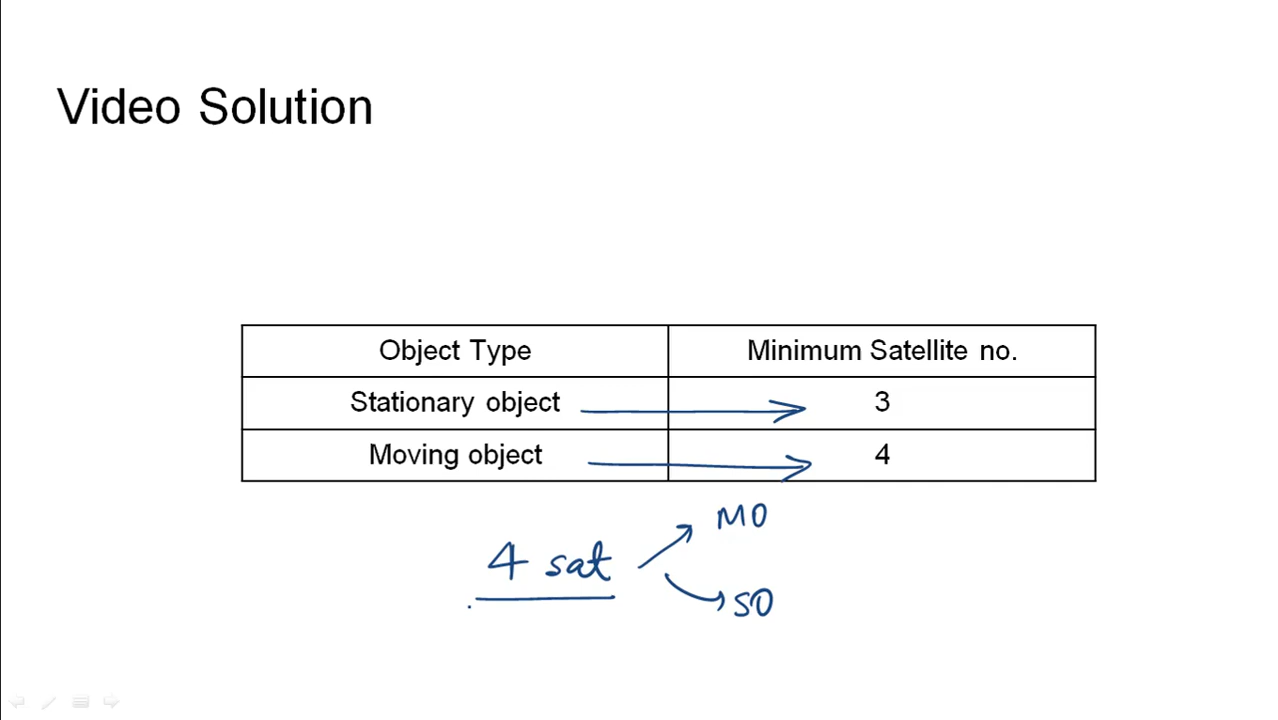 Video Solution
Object Type Minimum Satellite no.
Stationary object 3
Moving object 4
MO
4 sat
SO